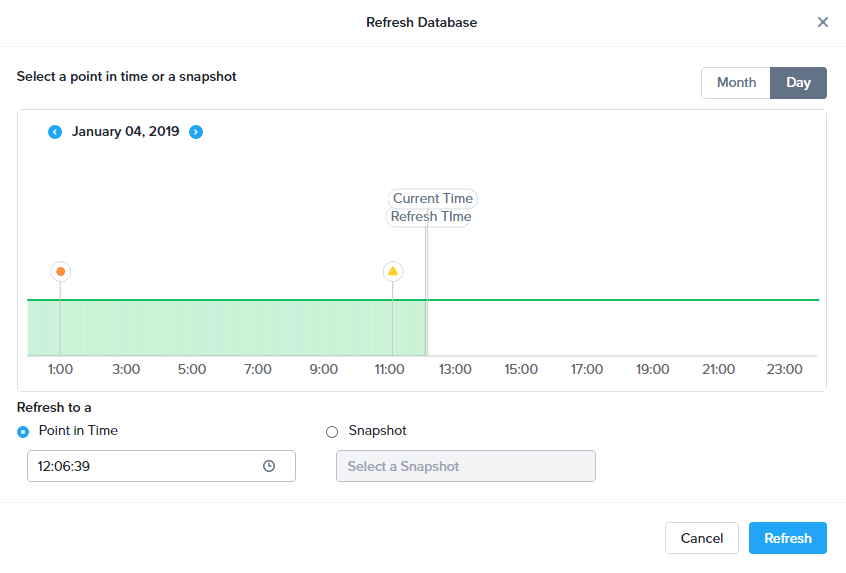 Refresh Database
Select a point in time or a snapshot
Month Day
January 04, 2019
Current Time
Refresh TIme
1:00 3:00 5:00 7:00 9:00 11:00 13:00 15:00 17:00 19:00 21:00 23:00
Refresh to a
Point in Time Snapshot
12:06:39 Select a Snapshot
Cancel Refresh